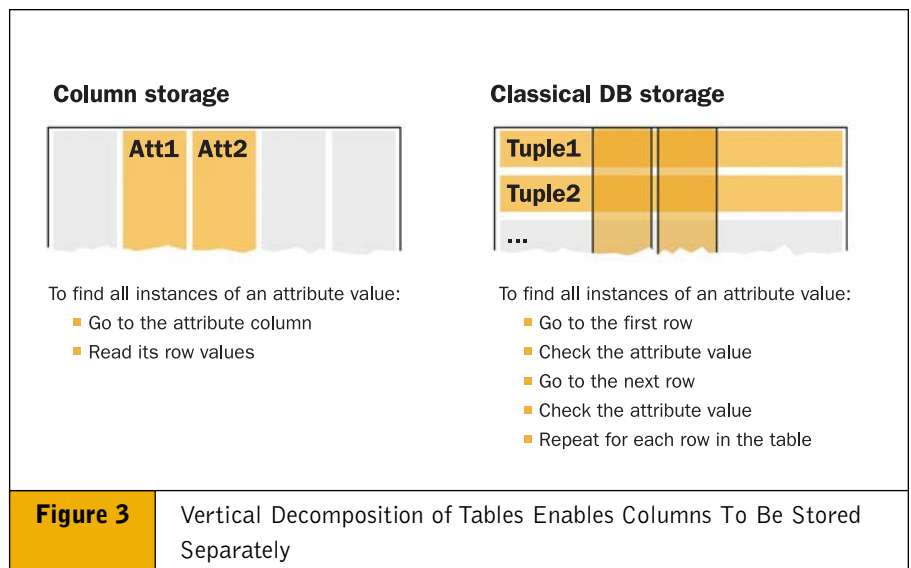 Column storage
Att1 Att2
To find all instances of an attribute value:
Go to the attribute column
Read its row values
Classical DB storage
Tuple1
Tuple2
...
To find all instances of an attribute value:
Go to the first row
Check the attribute value
Go to the next row
Check the attribute value
Repeat for each row in the table
Figure 3
Vertical Decomposition of Tables Enables Columns To Be Stored
Separately